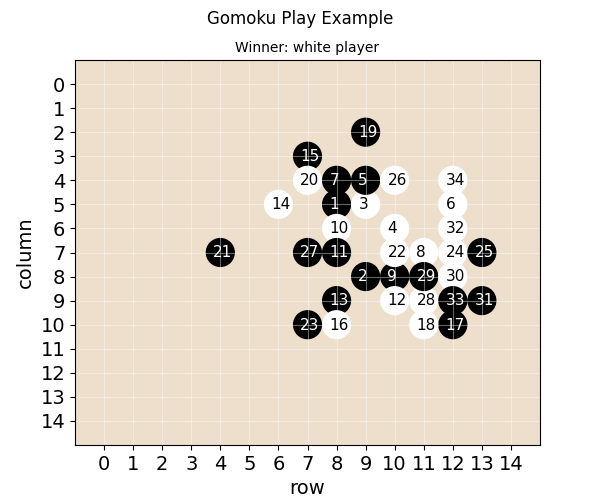 Gomoku Play Example
Winner: white player
0
1
2 19
3 15
4 20 7 5 26 34
5 14 1 3 6
6 10 4 32
7 21 27 11 22 8 24 25
8 2 9 29 30
9 13 12 28 33 31
10 23 16 18 17
11
12
13
14
column
0 1 2 3 4 5 6 7 8 9 10 11 12 13 14
row